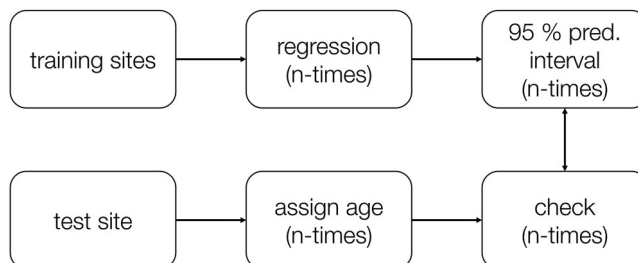 training sites
regression
(n-times)
95 % pred.
interval
(n-times)
test site
assign age
(n-times)
check
(n-times)